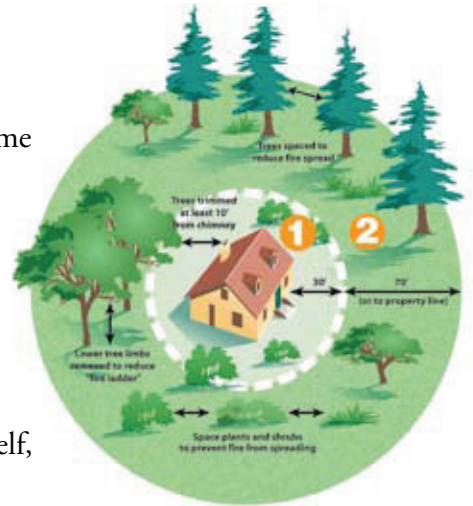 me
Trees spaced to
reduce fire spread
Trees trimmed
at least 10'
from chimney
1
2
30'
70'
(or to property line)
Lower tree limbs
removed to reduce
"fire ladder"
Space plants and shrubs
to prevent fire from spreading
elf,